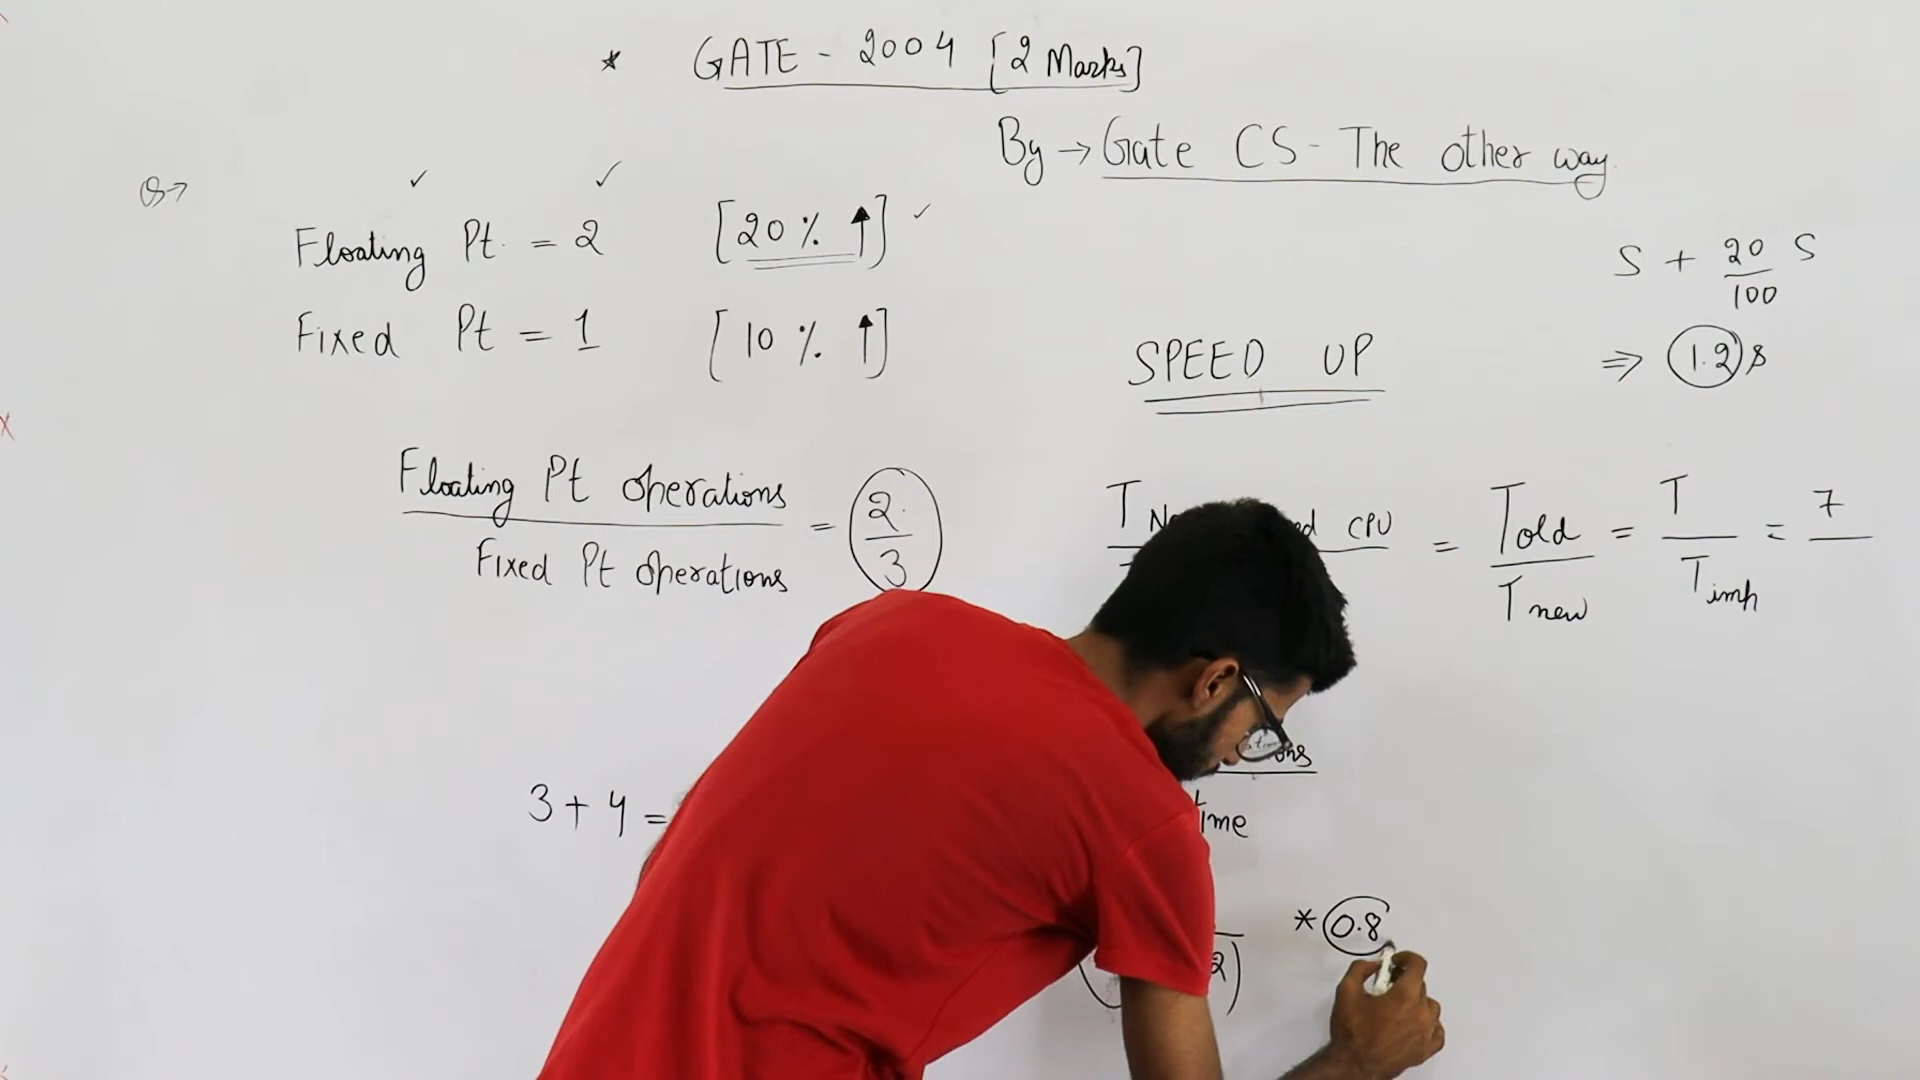 * GATE - 2004 [2 Marks]
By → Gate CS - The other way.
Q→
Floating Pt. = 2 [20 % ↑]
Fixed Pt = 1 [10 % ↑]
S + 20/100 S
⇒ 1.2 s
SPEED UP
Floating Pt operations / Fixed Pt operations = 2/3
T CPU = Told / Tnew = T / Timp = 7
3 + 4 =
2)
* 0.8